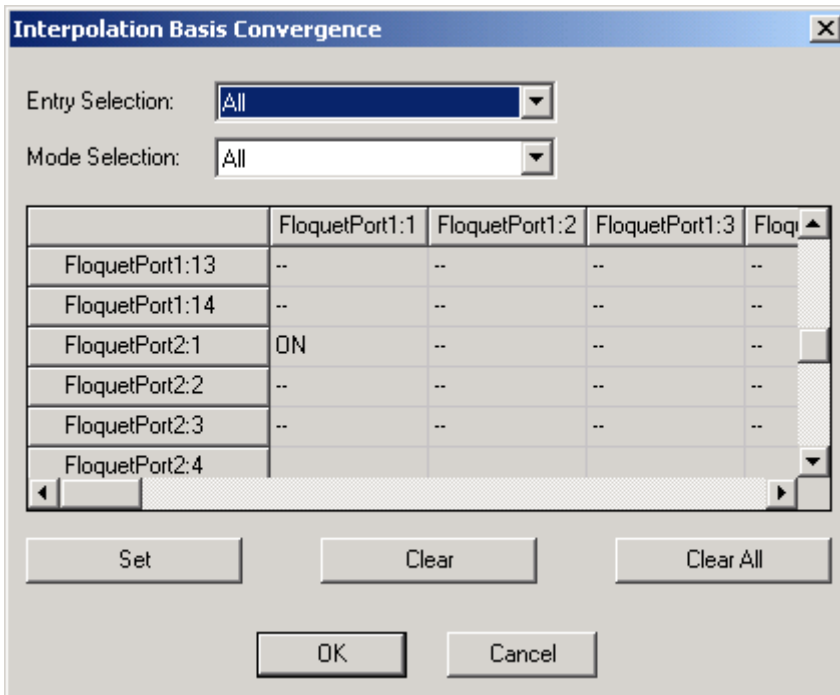 Interpolation Basis Convergence
Entry Selection: All
Mode Selection: All
FloquetPort1:1 FloquetPort1:2 FloquetPort1:3 Floqu
FloquetPort1:13 -- -- -- --
FloquetPort1:14 -- -- -- --
FloquetPort2:1 ON -- -- --
FloquetPort2:2 -- -- -- --
FloquetPort2:3 -- -- -- --
FloquetPort2:4
Set Clear Clear All
OK Cancel